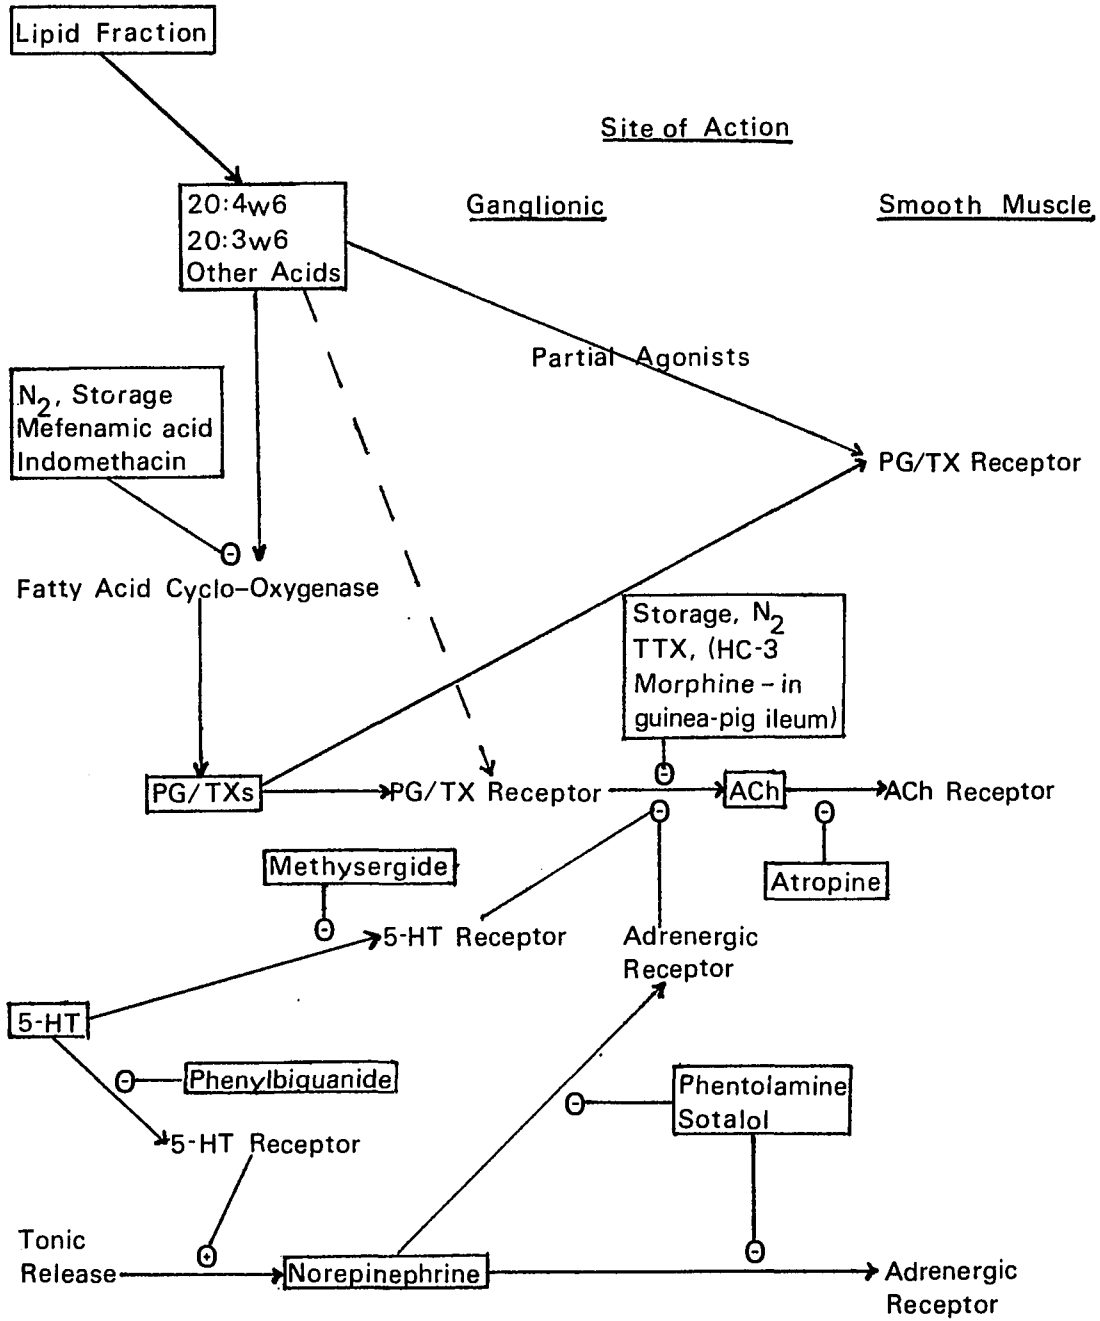 Lipid Fraction
Site of Action
20:4w6
20:3w6
Other Acids
Ganglionic
Smooth Muscle
Partial Agonists
N2, Storage
Mefenamic acid
Indomethacin
PG/TX Receptor
Θ
Fatty Acid Cyclo-Oxygenase
Storage, N2
TTX, (HC-3
Morphine - in
guinea-pig ileum)
Θ
PG/TXs
PG/TX Receptor
ACh
ACh Receptor
Θ
Θ
Methysergide
Atropine
Θ
5-HT Receptor
Adrenergic
Receptor
5-HT
Θ
Phenylbiquanide
Θ
Phentolamine
Sotalol
5-HT Receptor
Tonic
Release
⊕
Norepinephrine
Θ
Adrenergic
Receptor